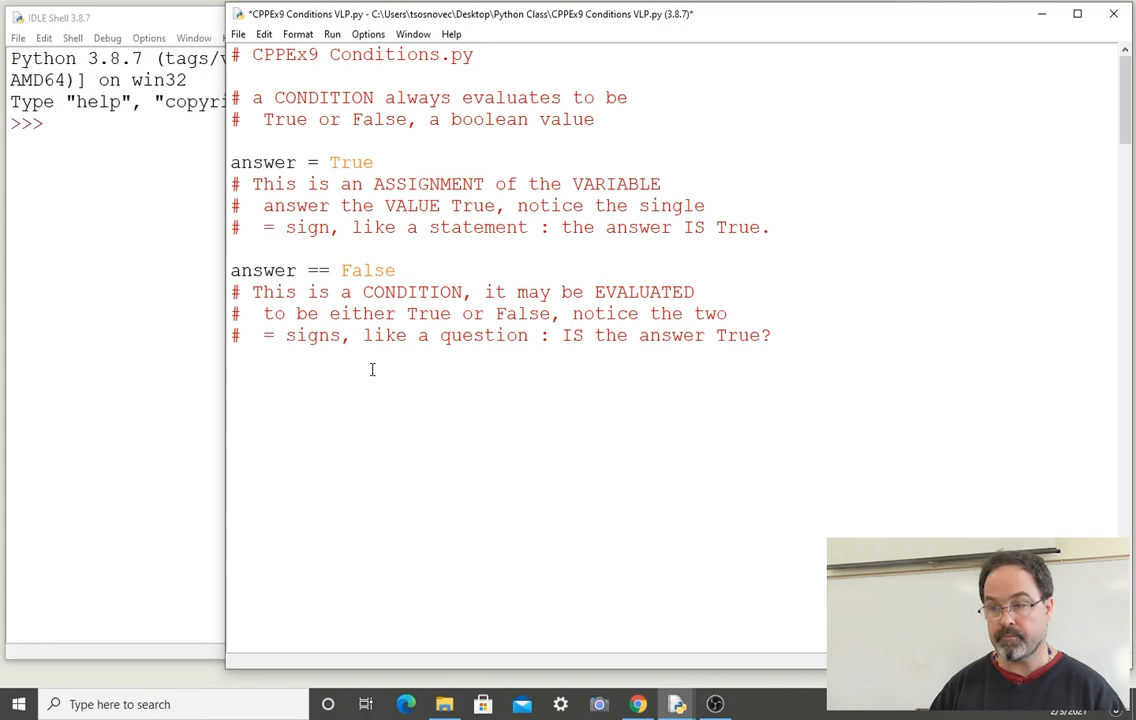 IDLE Shell 3.8.7
File Edit Shell Debug Options Window
Python 3.8.7 (tags/v
AMD64)] on win32
Type "help", "copyri
>>>
*CPPEx9 Conditions VLP.py - C:\Users\tsosnovec\Desktop\Python Class\CPPEx9 Conditions VLP.py (3.8.7)*
File Edit Format Run Options Window Help
# CPPEx9 Conditions.py
# a CONDITION always evaluates to be
# True or False, a boolean value
answer = True
# This is an ASSIGNMENT of the VARIABLE
# answer the VALUE True, notice the single
# = sign, like a statement : the answer IS True.
answer == False
# This is a CONDITION, it may be EVALUATED
# to be either True or False, notice the two
# = signs, like a question : IS the answer True?
Type here to search
2/3/2021